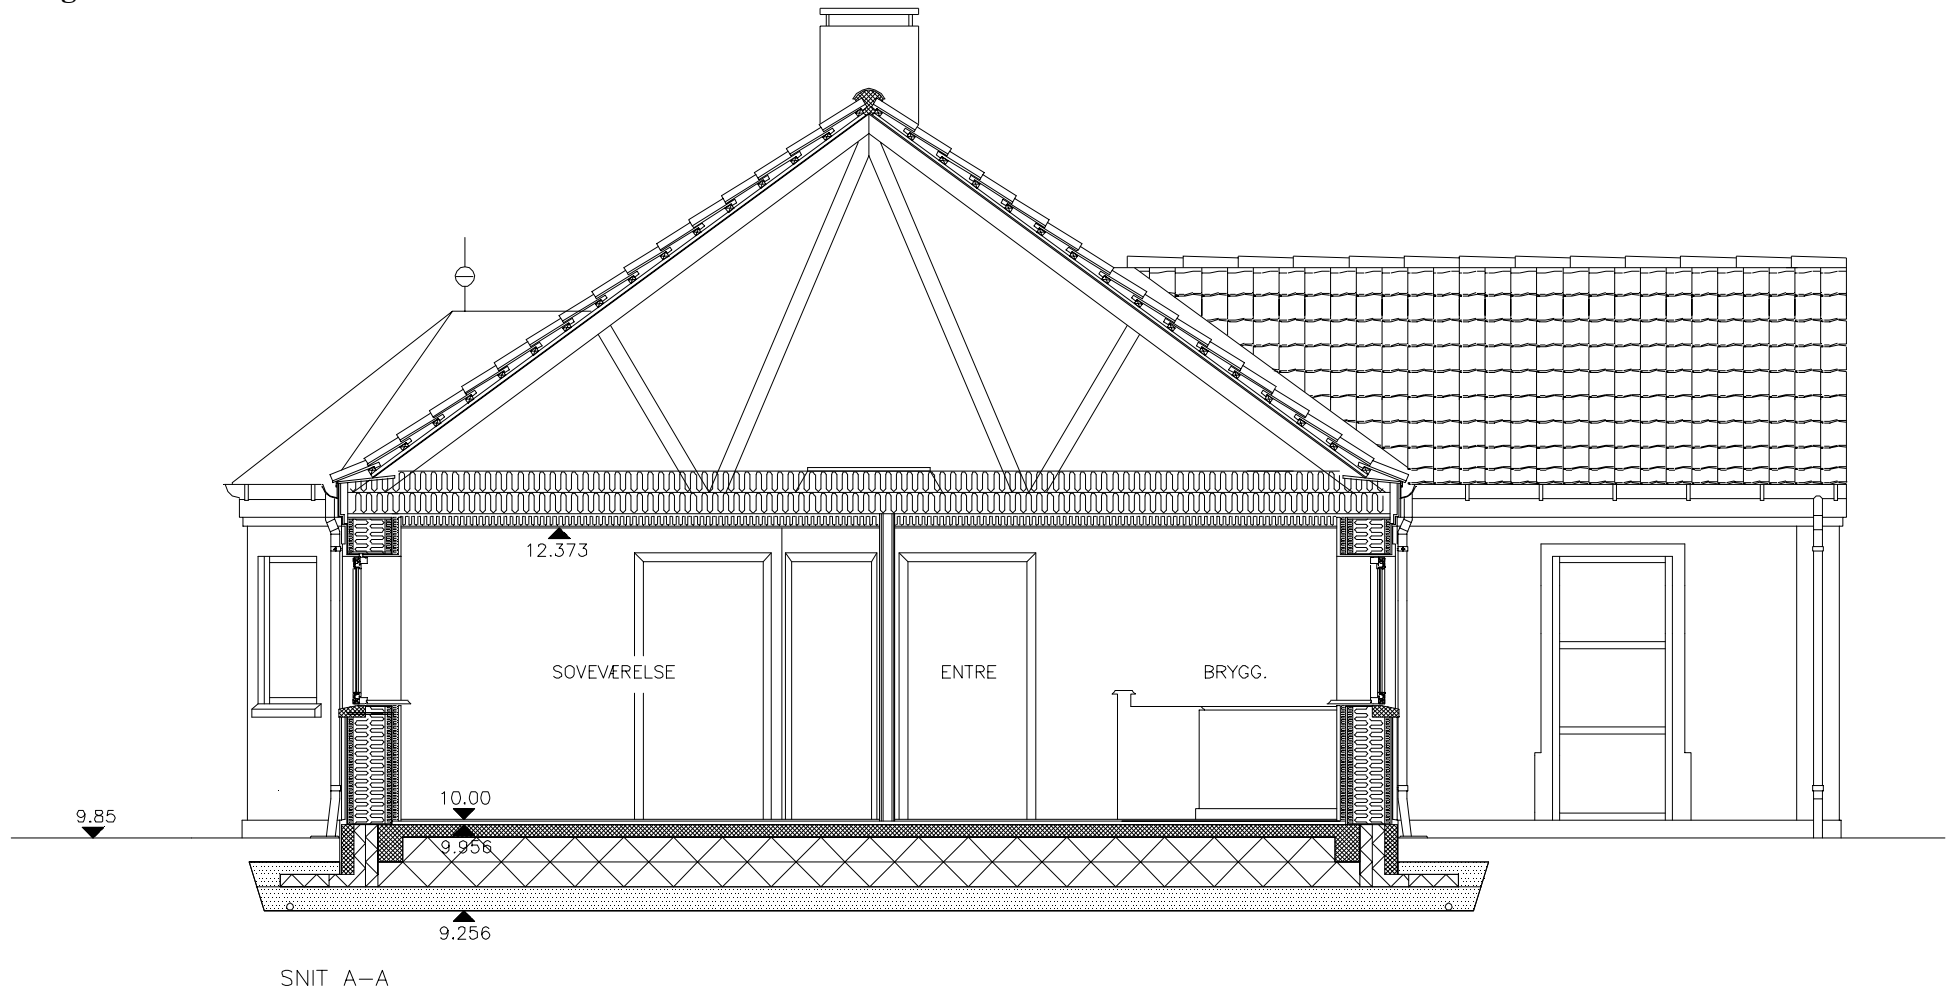 12.373
SOVEVÆRELSE
ENTRE
BRYGG.
10.00
9.85
9.956
9.256
SNIT A-A